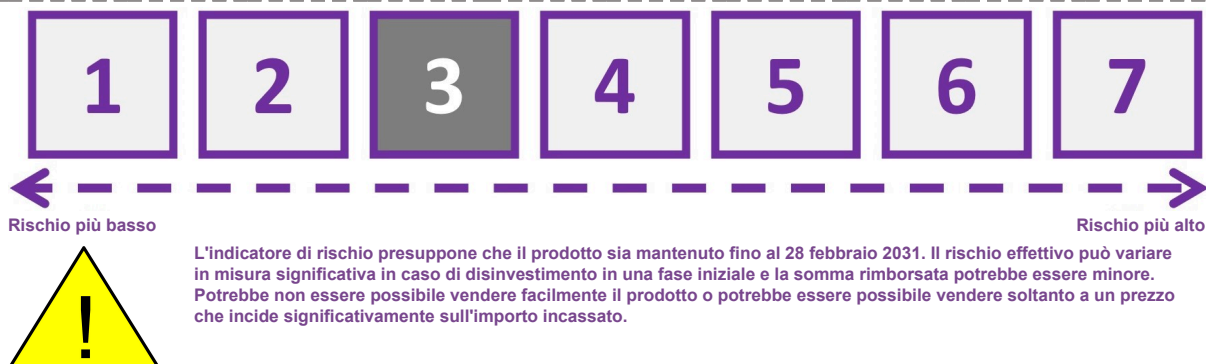 1 2 3 4 5 6 7
Rischio più basso Rischio più alto
L'indicatore di rischio presuppone che il prodotto sia mantenuto fino al 28 febbraio 2031. Il rischio effettivo può variare
in misura significativa in caso di disinvestimento in una fase iniziale e la somma rimborsata potrebbe essere minore.
Potrebbe non essere possibile vendere facilmente il prodotto o potrebbe essere possibile vendere soltanto a un prezzo
che incide significativamente sull'importo incassato.
!